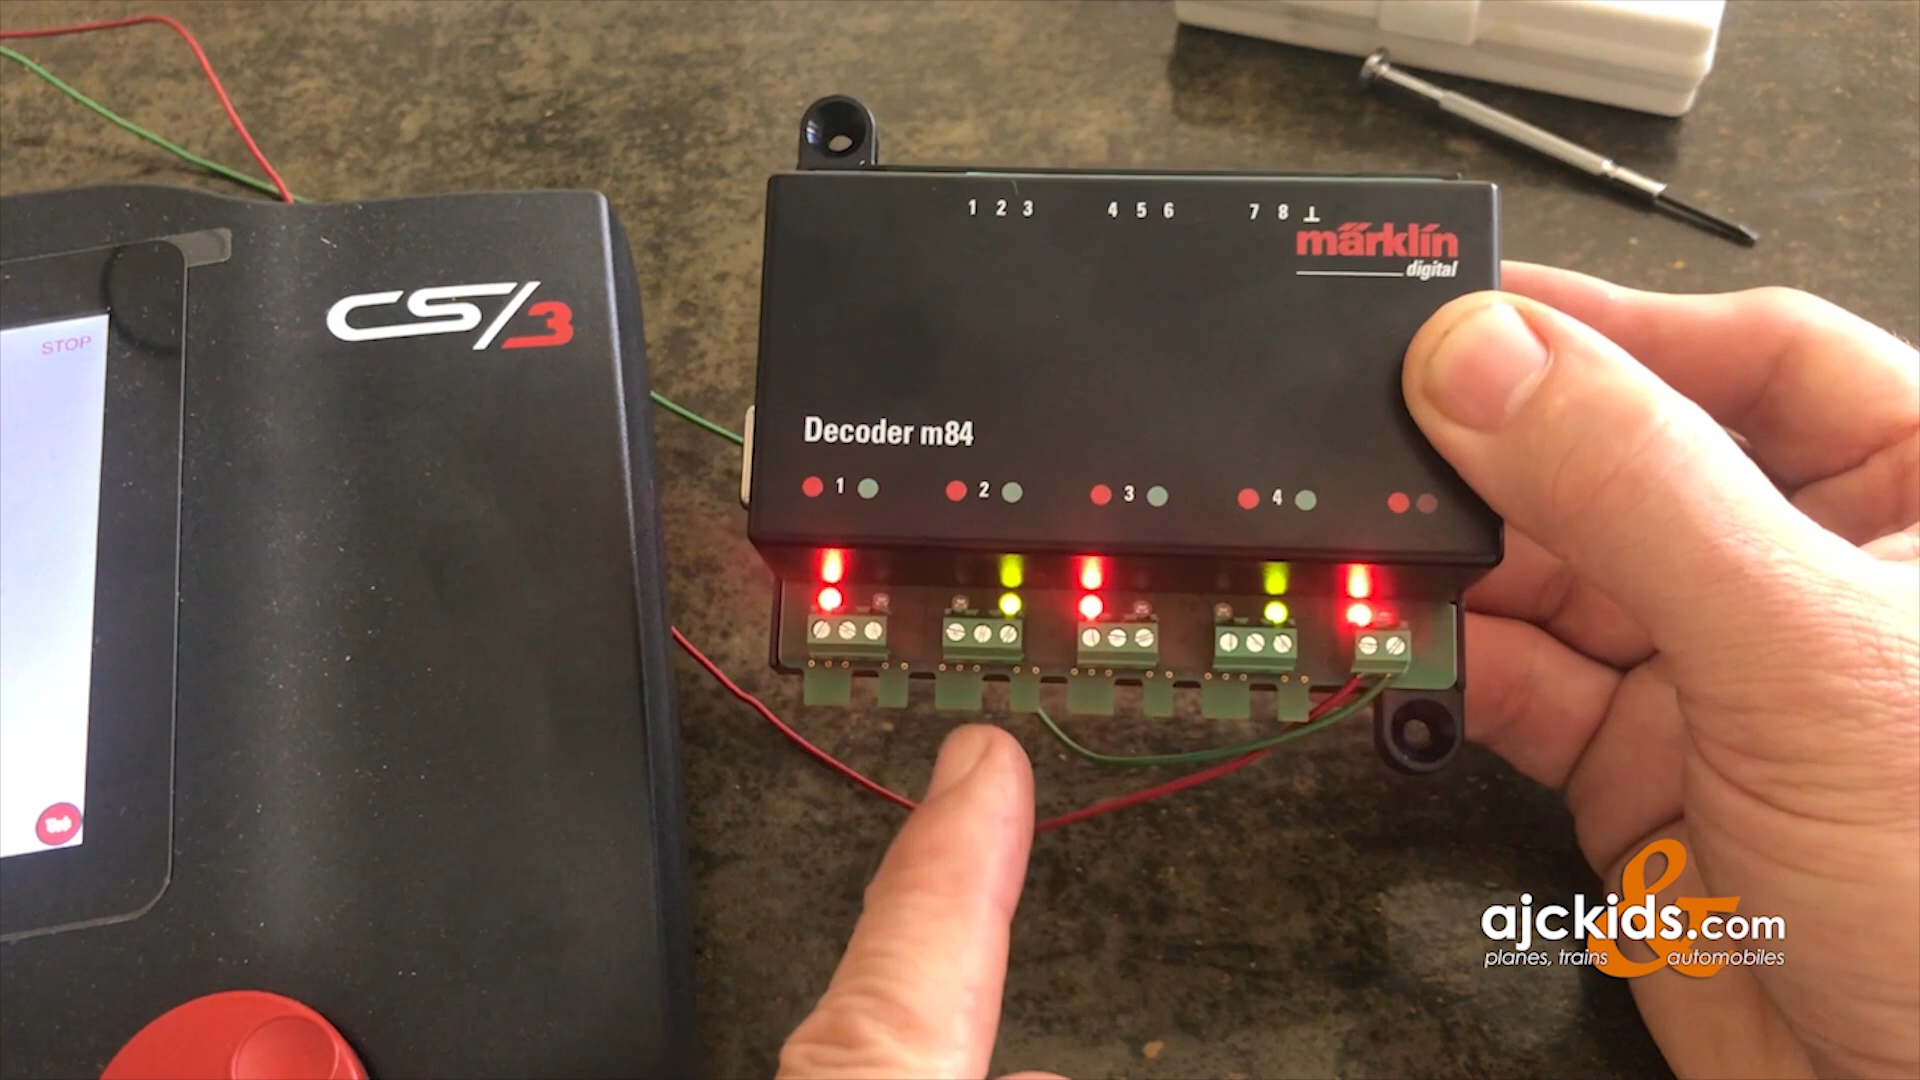 STOP
CS/3
1 2 3 4 5 6 7 8 ⊥
märklin
digital
Decoder m84
1 2 3 4
ajckids.com
planes, trains & automobiles